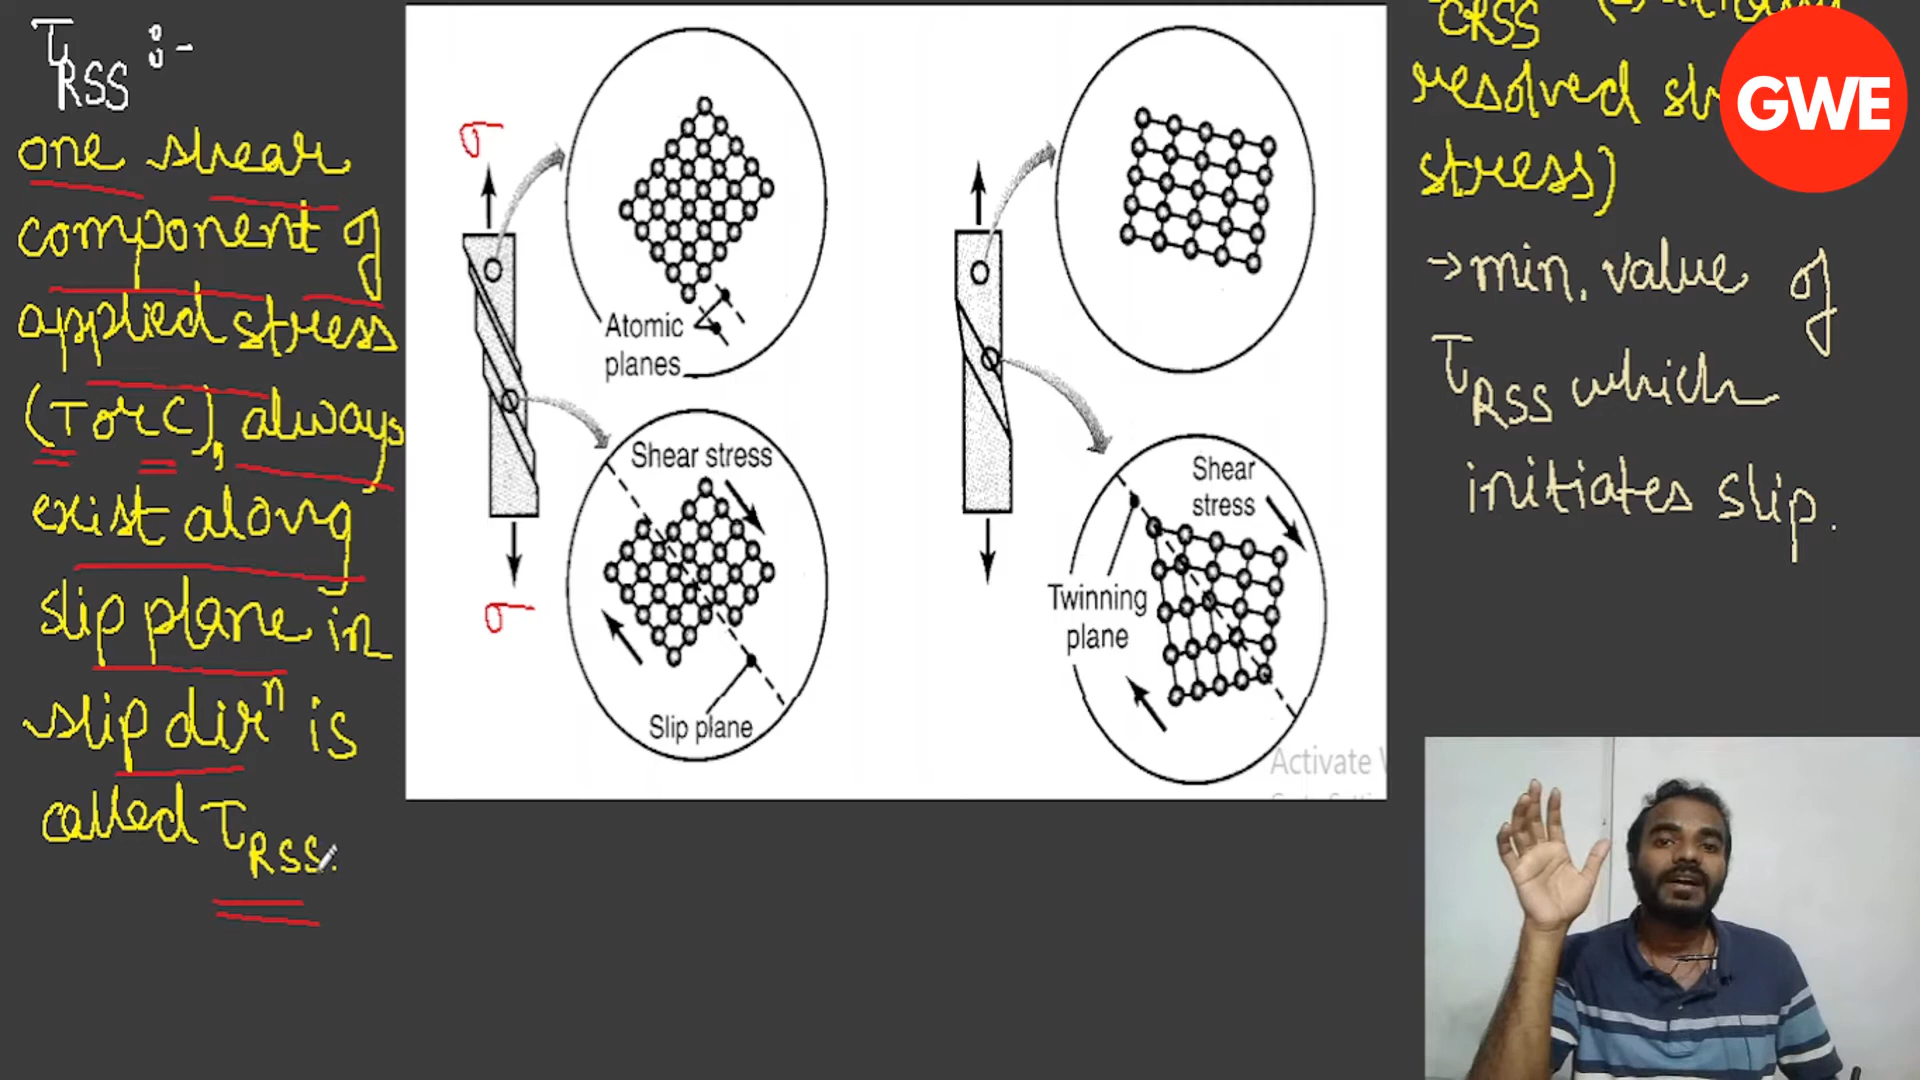 τRSS :-
one shear
component of
applied stress
(T or C), always
exist along
slip plane in
slip dirⁿ is
called τRSS.
σ
Atomic
planes
Shear stress
σ
Slip plane
Shear
stress
Twinning
plane
Activate
CRSS
resolved
stress)
→ min. value of
τRSS which
initiates slip.
GWE